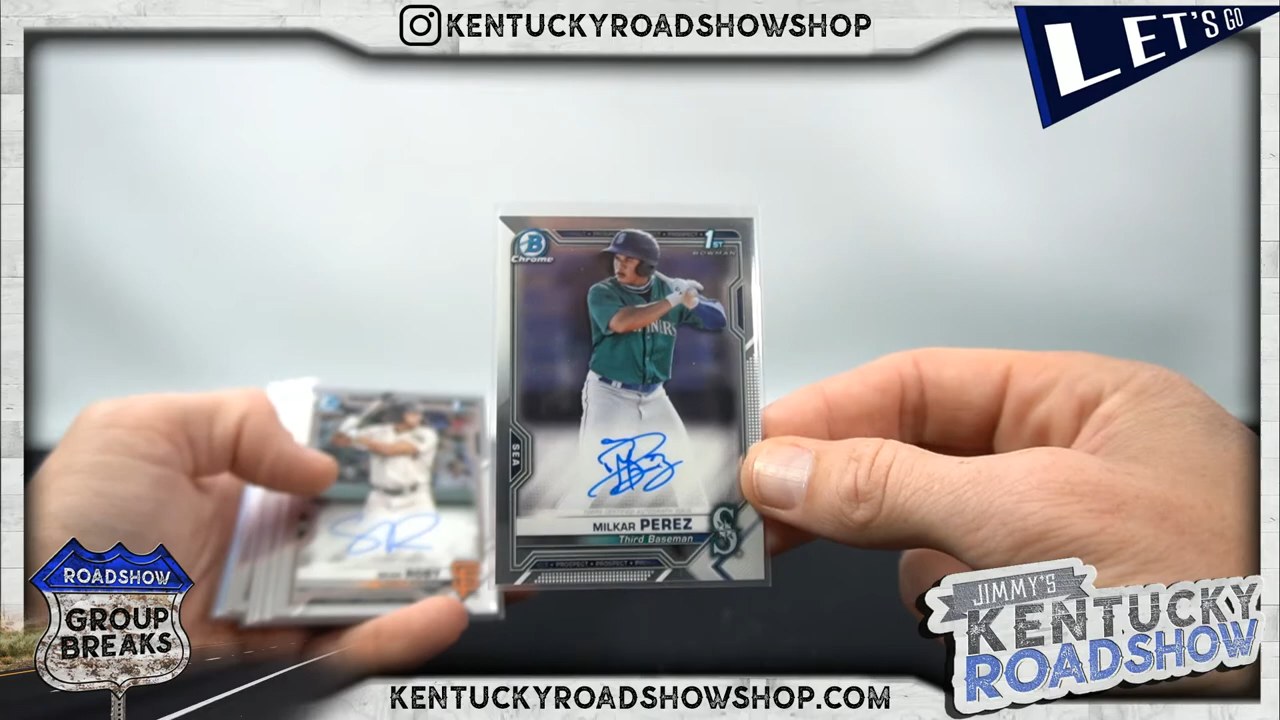 KENTUCKYROADSHOWSHOP
LET'S GO
B
Chrome
1ST
BOWMAN
SEA
MILKAR PEREZ
Third Baseman
S
ROADSHOW
GROUP
BREAKS
JIMMY'S
KENTUCKY
ROADSHOW
KENTUCKYROADSHOWSHOP.COM